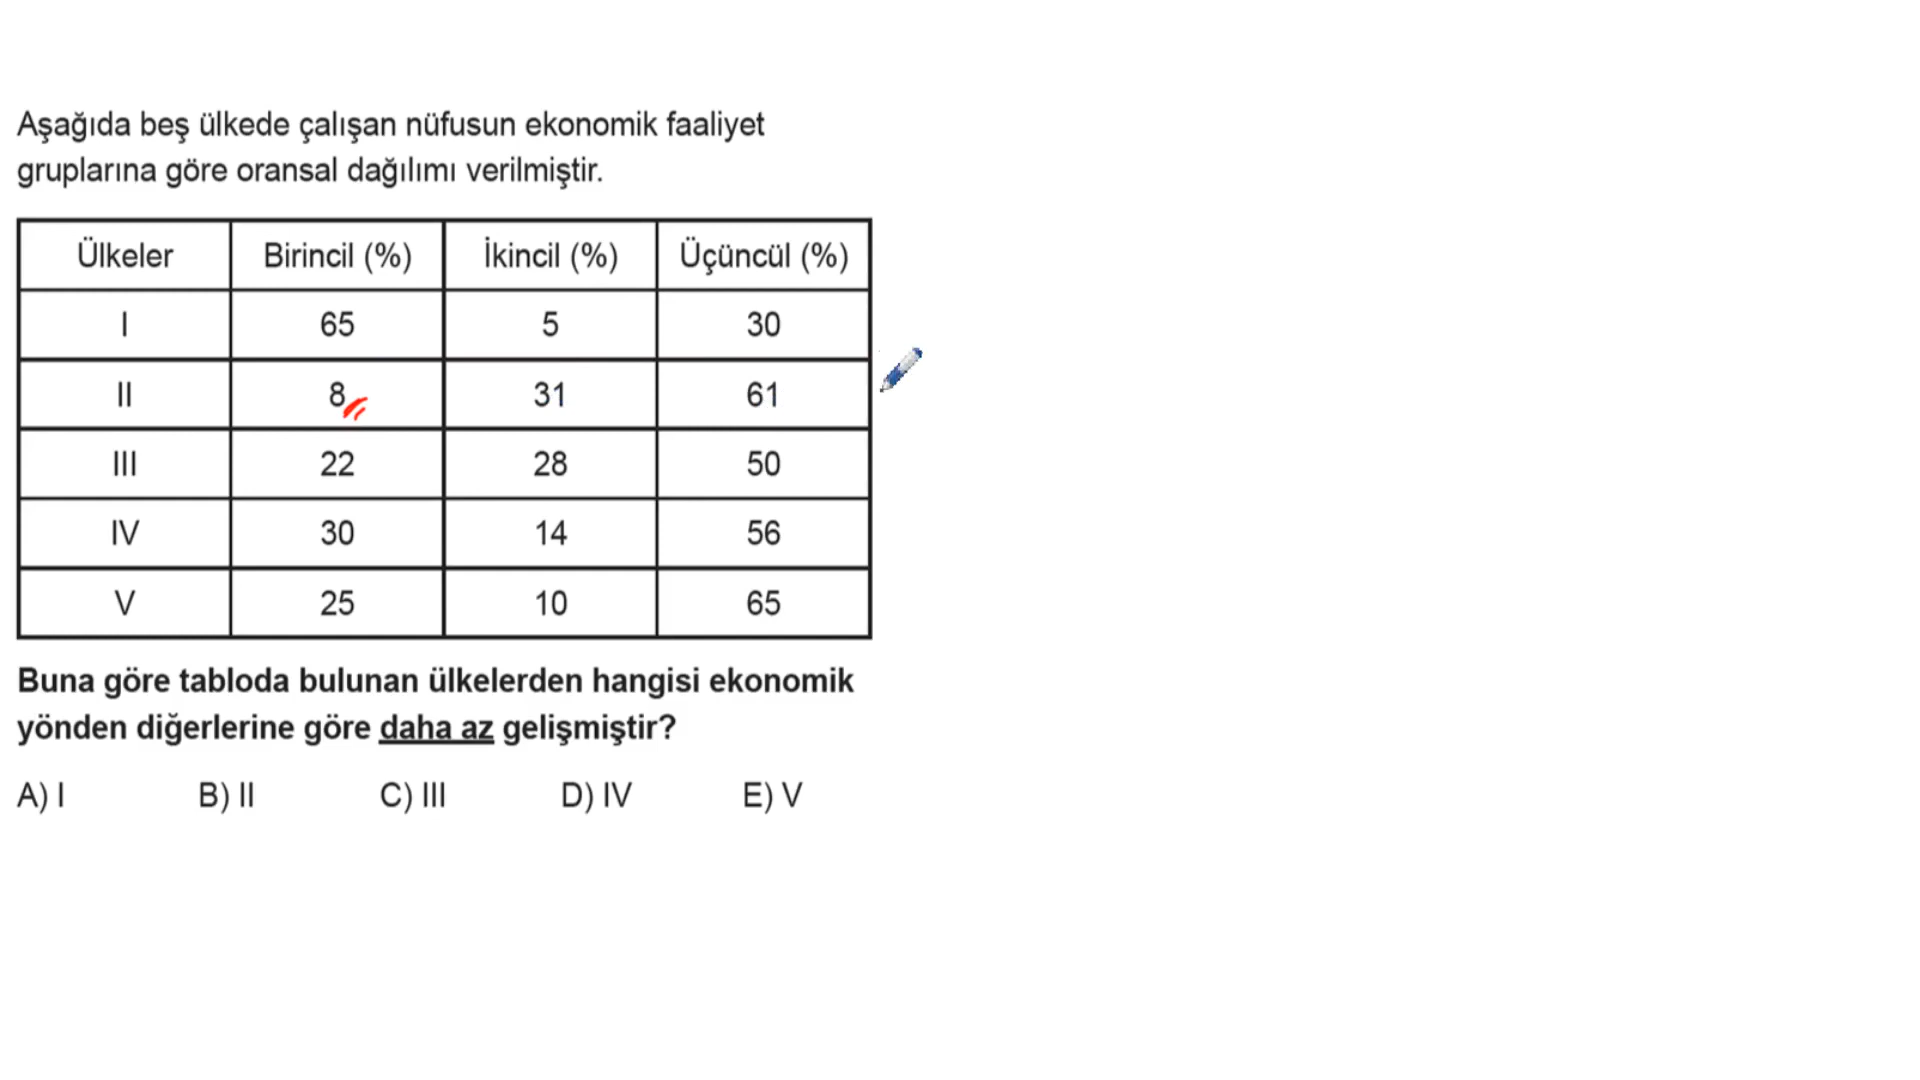 Aşağıda beş ülkede çalışan nüfusun ekonomik faaliyet
gruplarına göre oransal dağılımı verilmiştir.
Ülkeler Birincil (%) İkincil (%) Üçüncül (%)
I 65 5 30
II 8 31 61
III 22 28 50
IV 30 14 56
V 25 10 65
Buna göre tabloda bulunan ülkelerden hangisi ekonomik
yönden diğerlerine göre daha az gelişmiştir?
A) I B) II C) III D) IV E) V